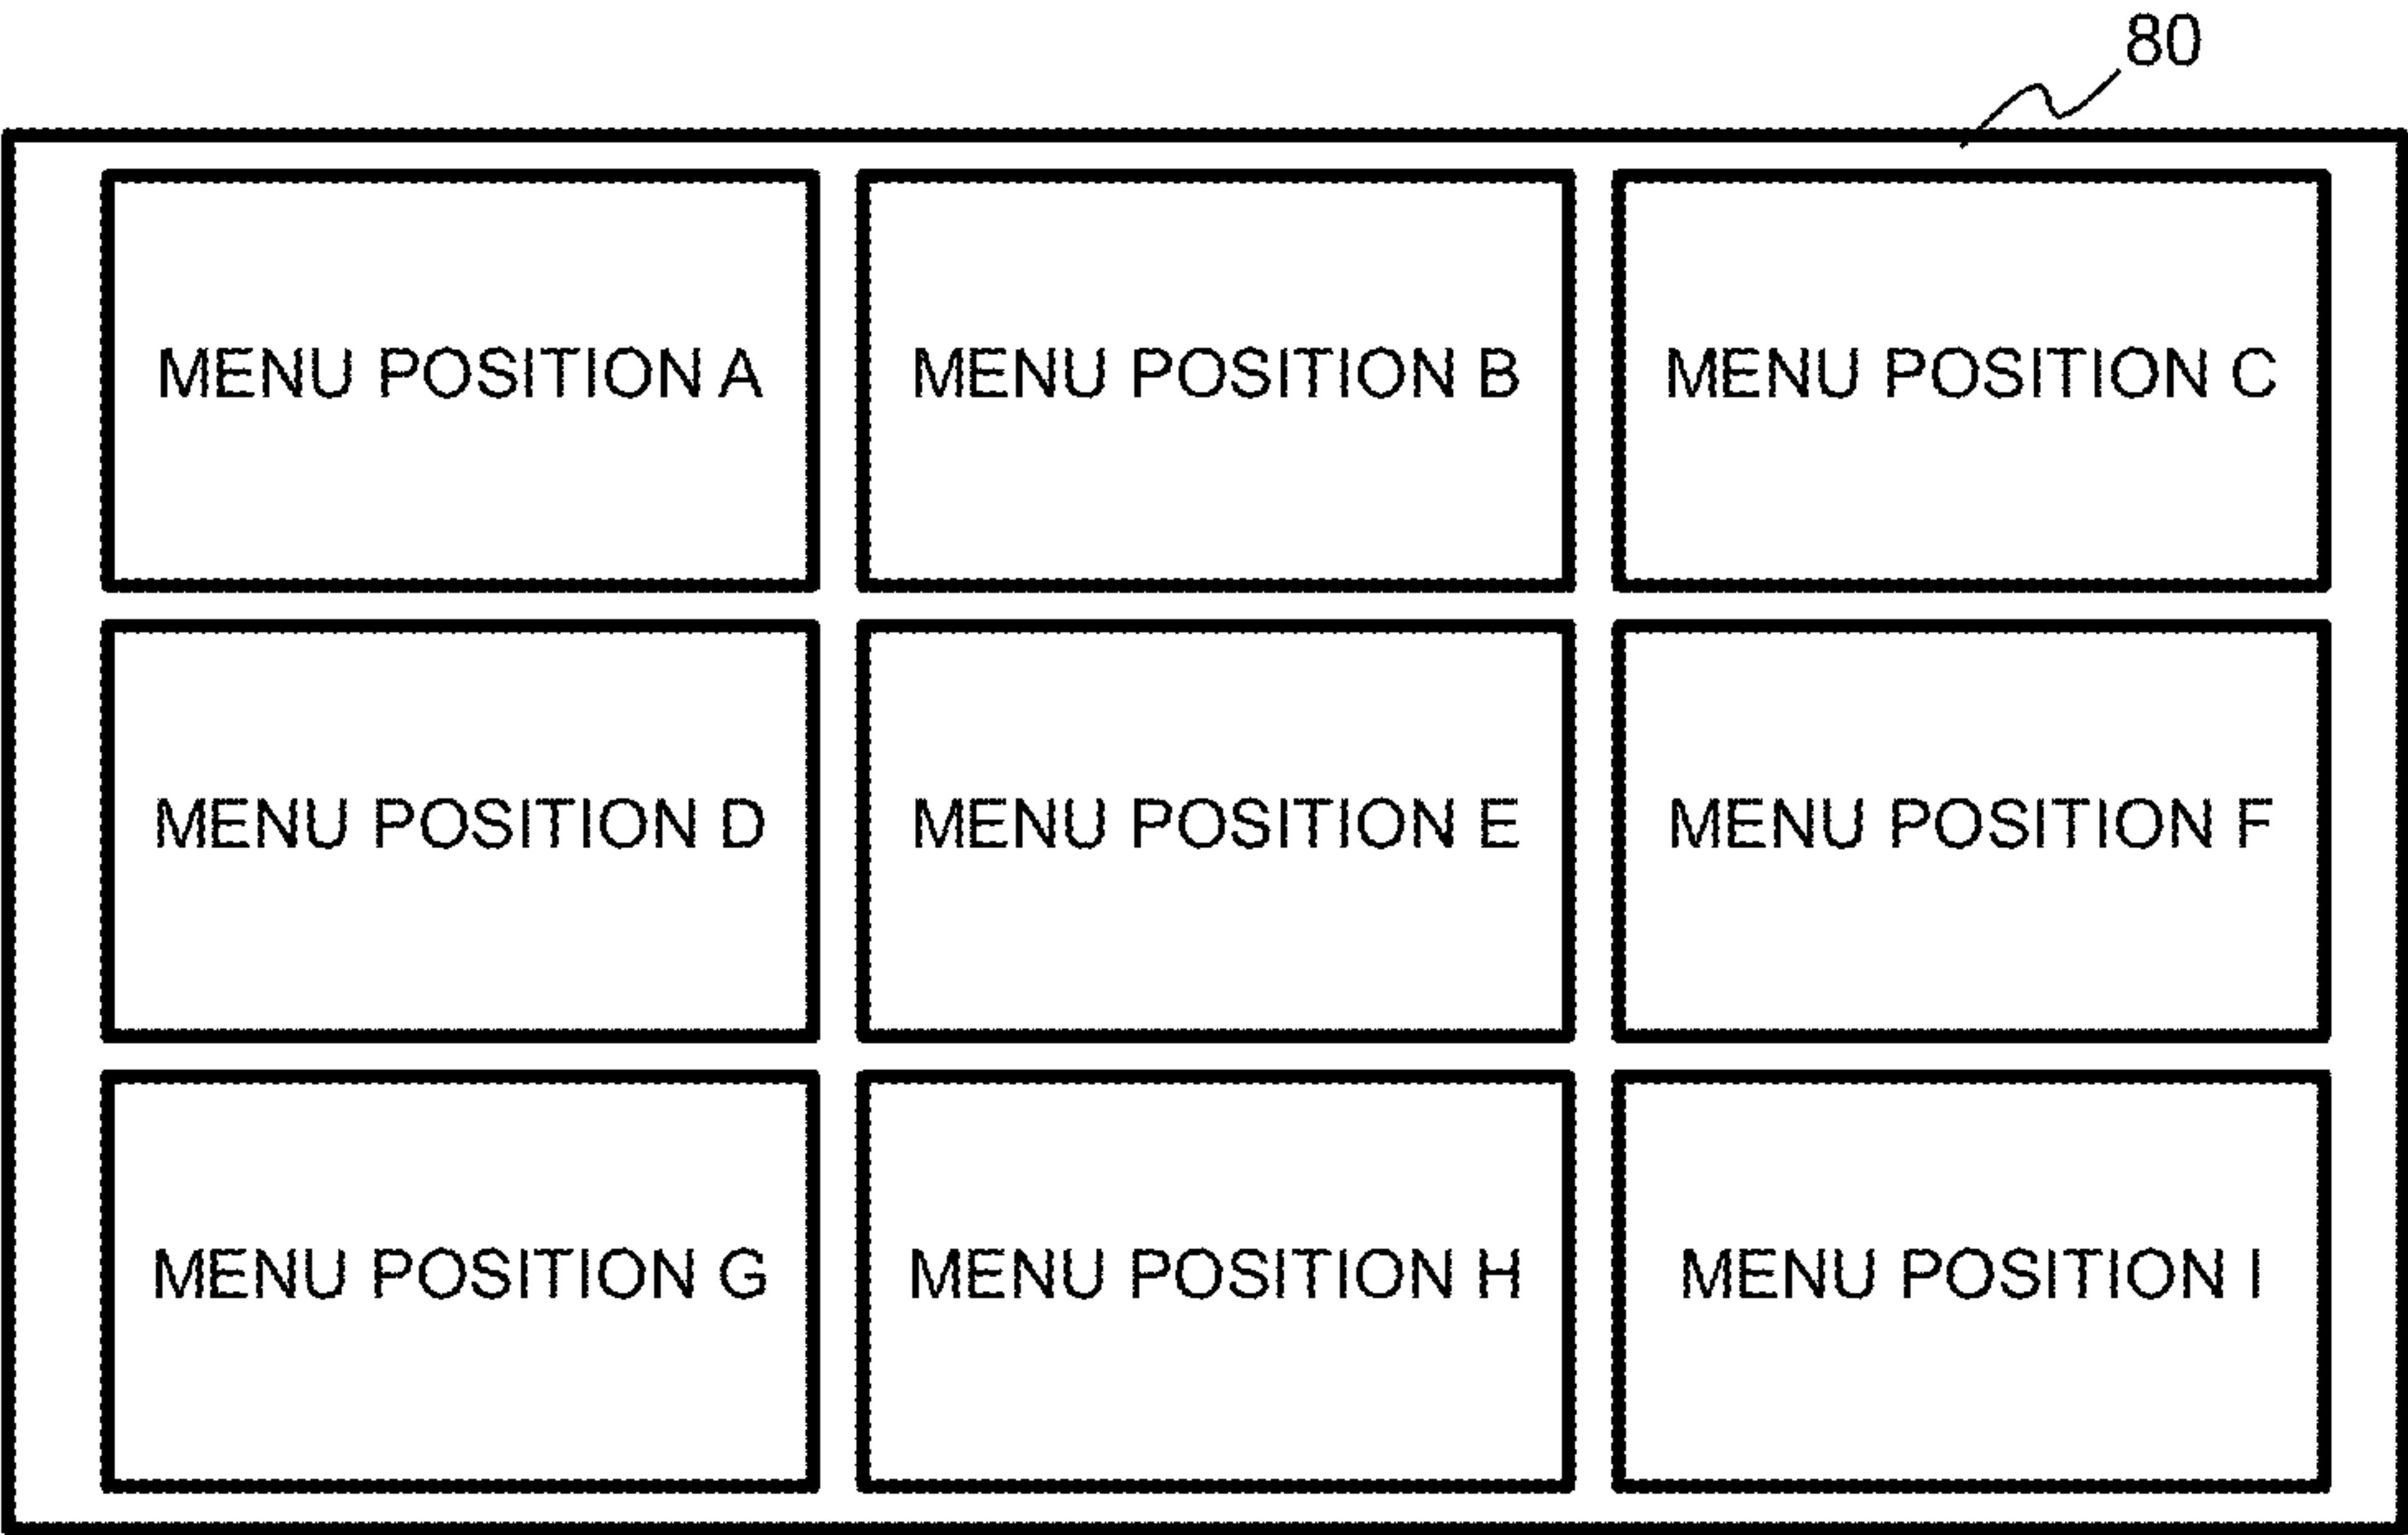 80
MENU POSITION A
MENU POSITION B
MENU POSITION C
MENU POSITION D
MENU POSITION E
MENU POSITION F
MENU POSITION G
MENU POSITION H
MENU POSITION I